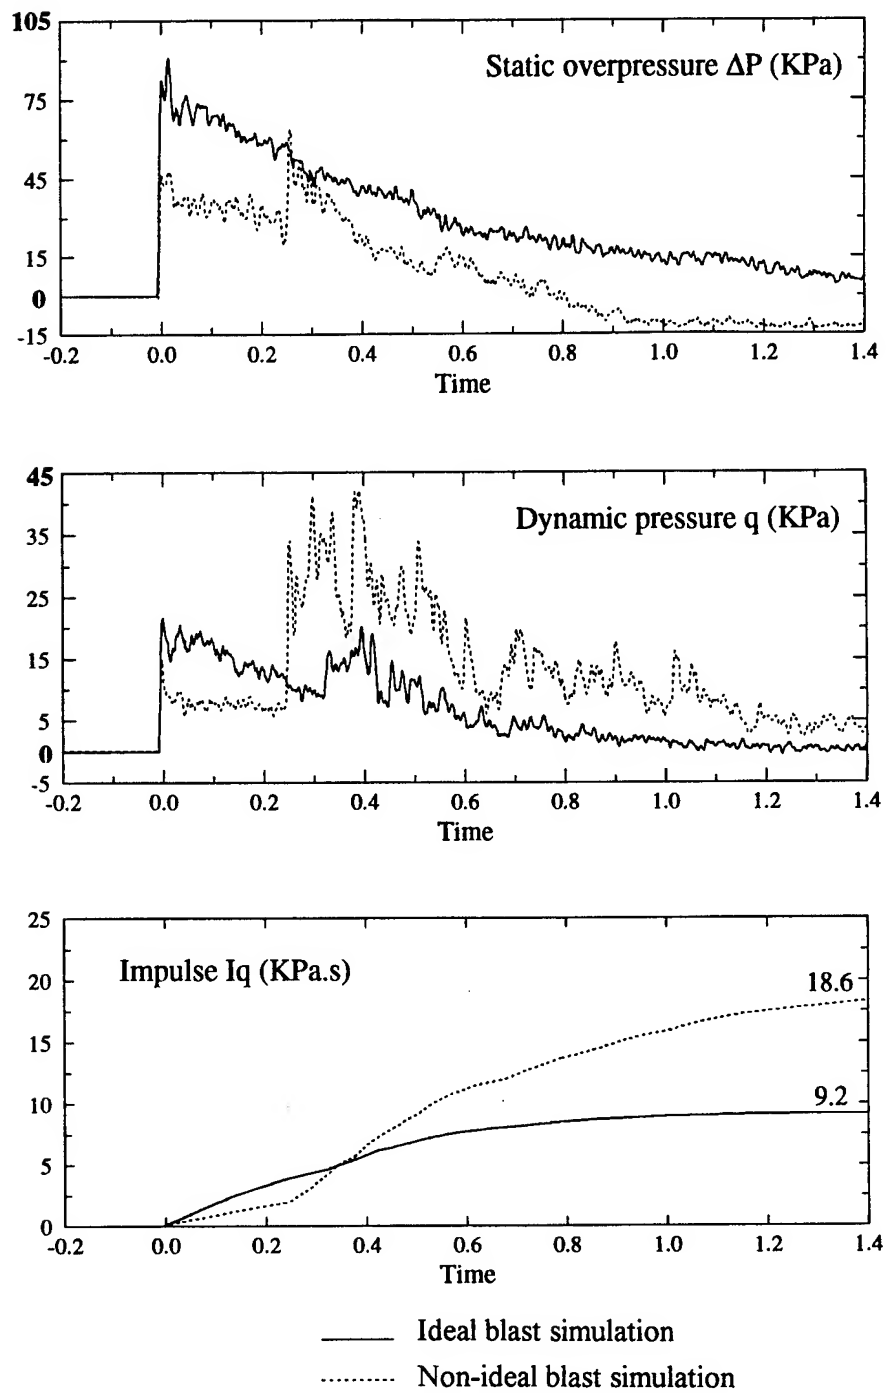 105
75
45
15
0
-15
Static overpressure ΔP (KPa)
-0.2 0.0 0.2 0.4 0.6 0.8 1.0 1.2 1.4
Time
45
35
25
15
5
0
-5
Dynamic pressure q (KPa)
-0.2 0.0 0.2 0.4 0.6 0.8 1.0 1.2 1.4
Time
25
20
15
10
5
0
Impulse Iq (KPa.s)
18.6
9.2
-0.2 0.0 0.2 0.4 0.6 0.8 1.0 1.2 1.4
Time
Ideal blast simulation
Non-ideal blast simulation